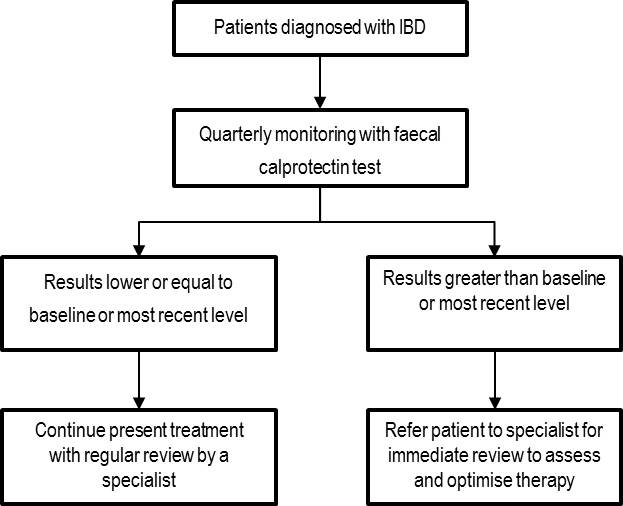 Patients diagnosed with IBD
Quarterly monitoring with faecal
calprotectin test
Results lower or equal to
baseline or most recent level
Results greater than baseline
or most recent level
Continue present treatment
with regular review by a
specialist
Refer patient to specialist for
immediate review to assess
and optimise therapy